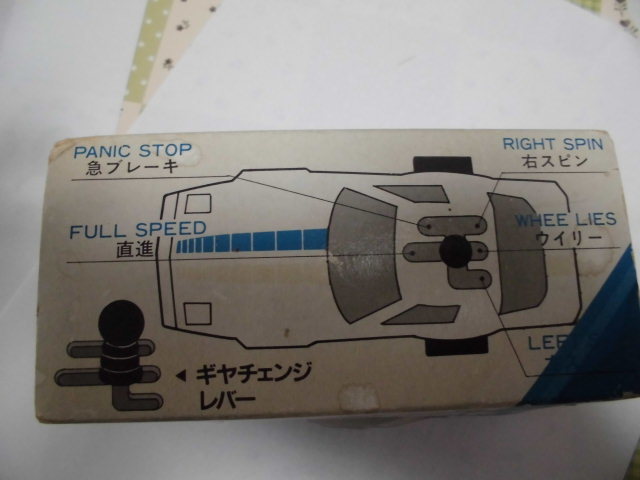 PANIC STOP
急ブレーキ
RIGHT SPIN
右スピン
FULL SPEED
直進
WHEE LIES
ウイリー
LEF
◀ ギヤチェンジ
レバー